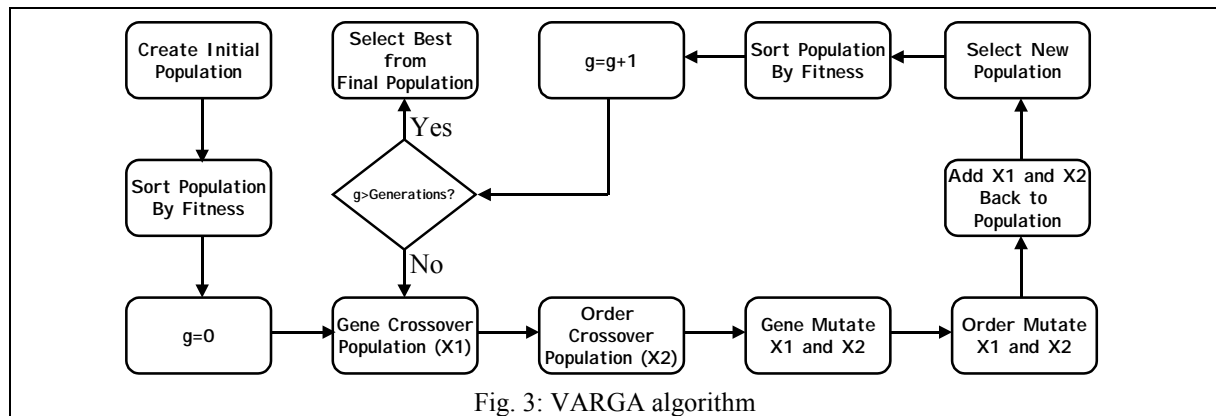 Create Initial
Population
Select Best
from
Final Population
g=g+1
Sort Population
By Fitness
Select New
Population
Yes
Sort Population
By Fitness
g>Generations?
Add X1 and X2
Back to
Population
No
g=0
Gene Crossover
Population (X1)
Order
Crossover
Population (X2)
Gene Mutate
X1 and X2
Order Mutate
X1 and X2
Fig. 3: VARGA algorithm